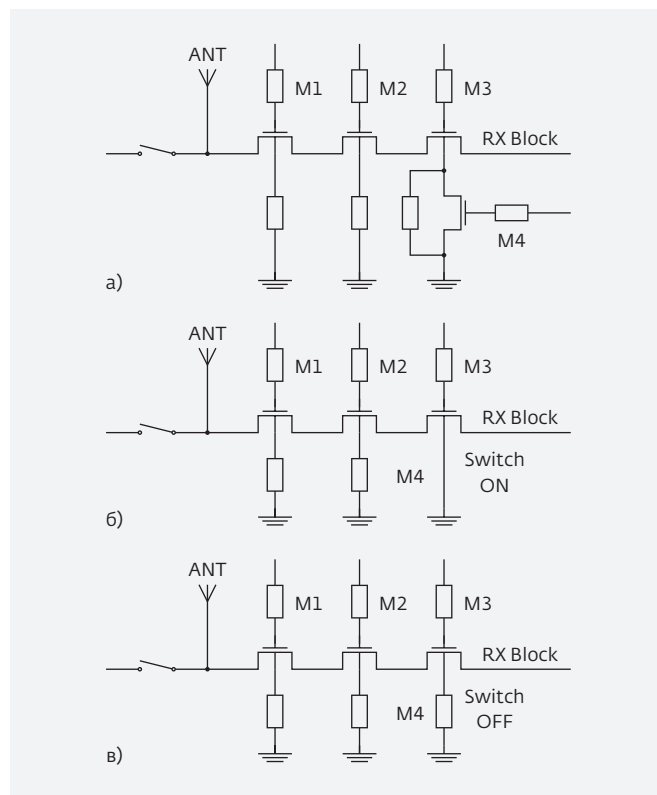 ANT
M1 M2 M3
RX Block
M4
а)
ANT
M1 M2 M3
RX Block
M4 Switch
ON
б)
ANT
M1 M2 M3
RX Block
M4 Switch
OFF
в)